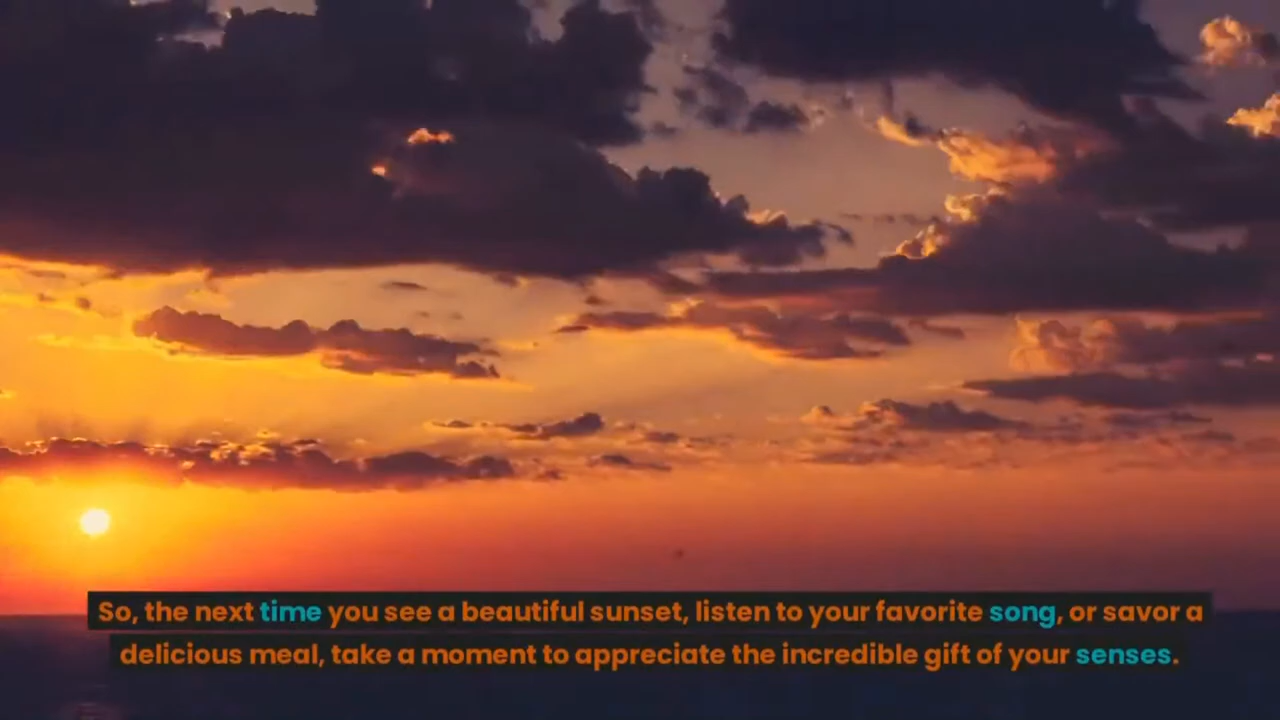 So, the next time you see a beautiful sunset, listen to your favorite song, or savor a
delicious meal, take a moment to appreciate the incredible gift of your senses.